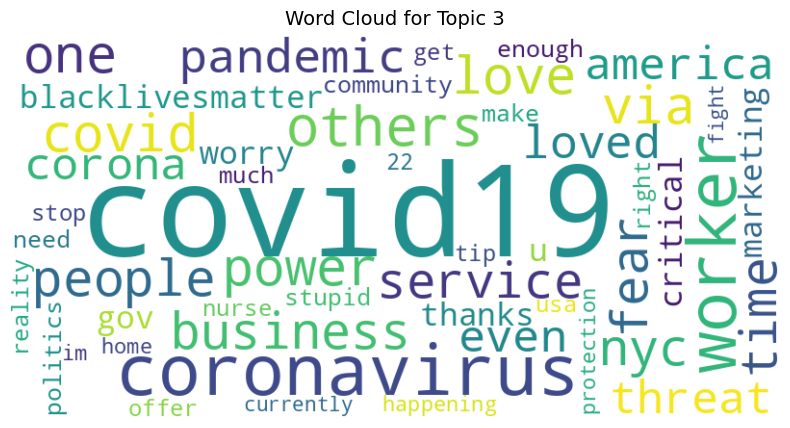 Word Cloud for Topic 3
one pandemic get enough love america
blacklivesmatter community via fight
covid others make loved marketing
corona worry 22 much covid19 worker
right critical
stop need tip u fear time
people power service
reality gov nurse stupid thanks usa
politics im home business even nyc protection
coronavirus threat
offer currently happening